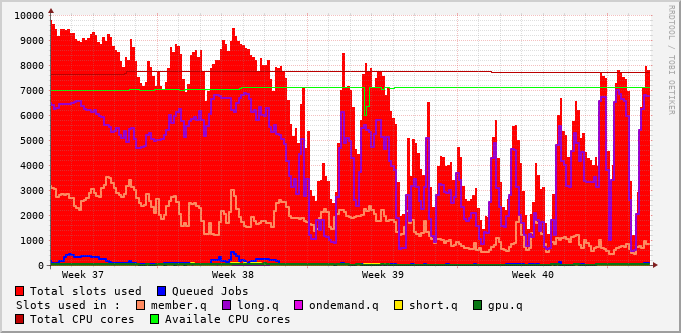 10000
9000
8000
7000
6000
5000
4000
3000
2000
1000
0
Week 37 Week 38 Week 39 Week 40
RRDTOOL / TOBI OETIKER
Total slots used Queued Jobs
Slots used in : member.q long.q ondemand.q short.q gpu.q
Total CPU cores Availale CPU cores